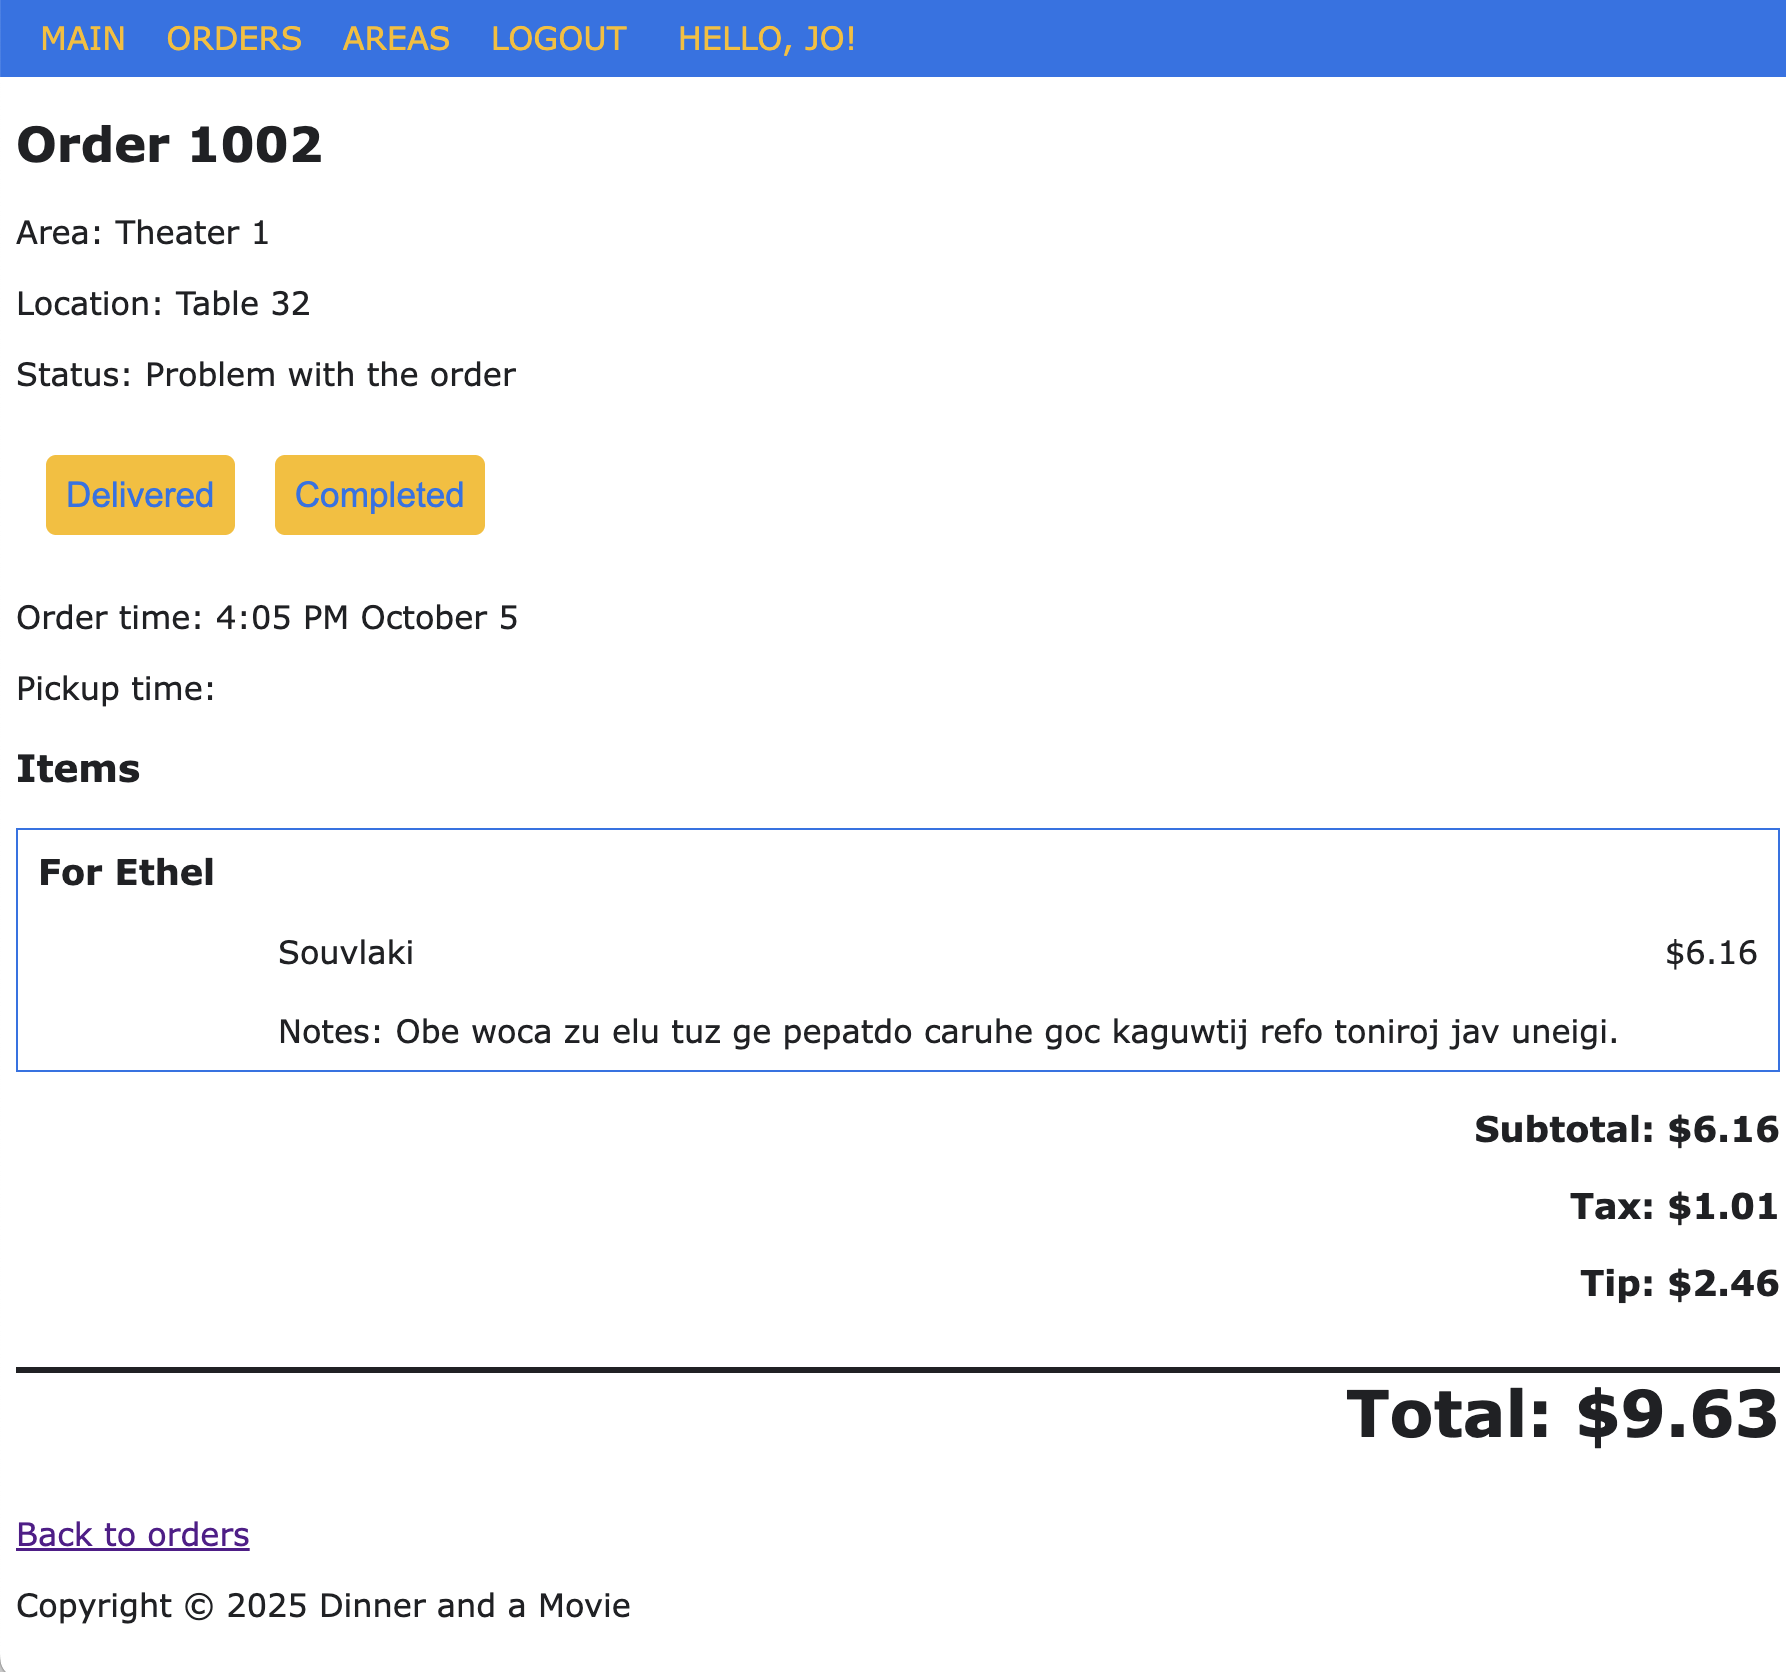 MAIN ORDERS AREAS LOGOUT HELLO, JO!
Order 1002
Area: Theater 1
Location: Table 32
Status: Problem with the order
Delivered Completed
Order time: 4:05 PM October 5
Pickup time:
Items
For Ethel
Souvlaki $6.16
Notes: Obe woca zu elu tuz ge pepatdo caruhe goc kaguwtij refo toniroj jav uneigi.
Subtotal: $6.16
Tax: $1.01
Tip: $2.46
Total: $9.63
Back to orders
Copyright © 2025 Dinner and a Movie